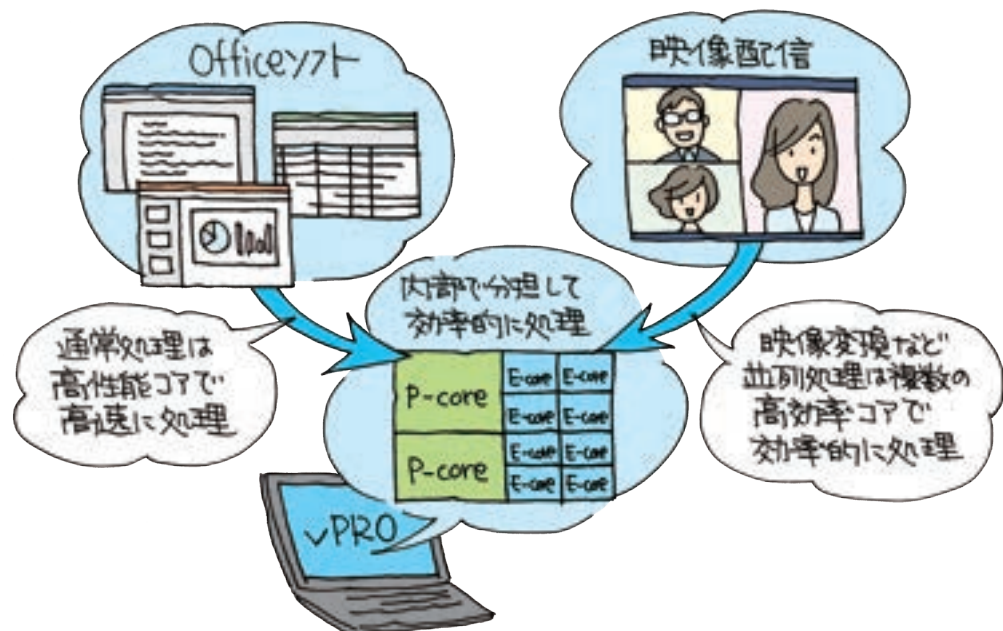 Officeソフト
映像配信
内部で分担して
効率的に処理
通常処理は
高性能コアで
高速に処理
映像変換など
並列処理は複数の
高効率コアで
効率的に処理
P-core
E-core E-core
E-core E-core
P-core
E-core E-core
E-core E-core
vPRO